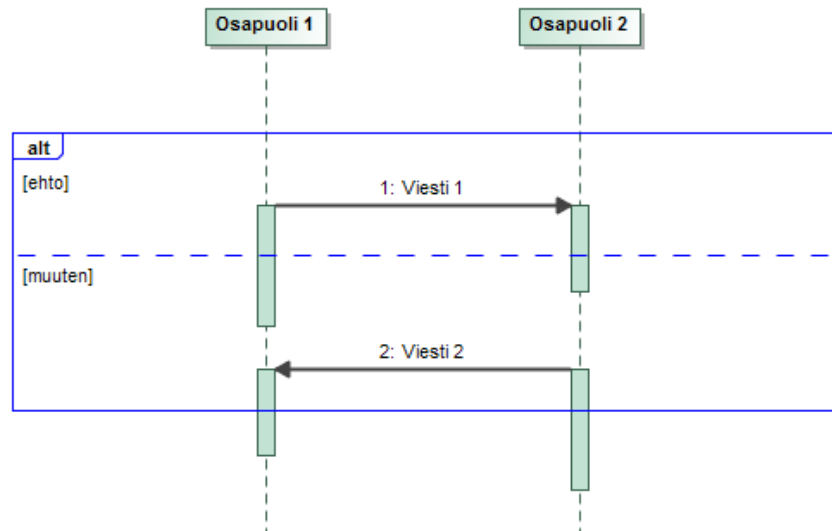 Osapuoli 1
Osapuoli 2
alt
[ehto]
1: Viesti 1
[muuten]
2: Viesti 2